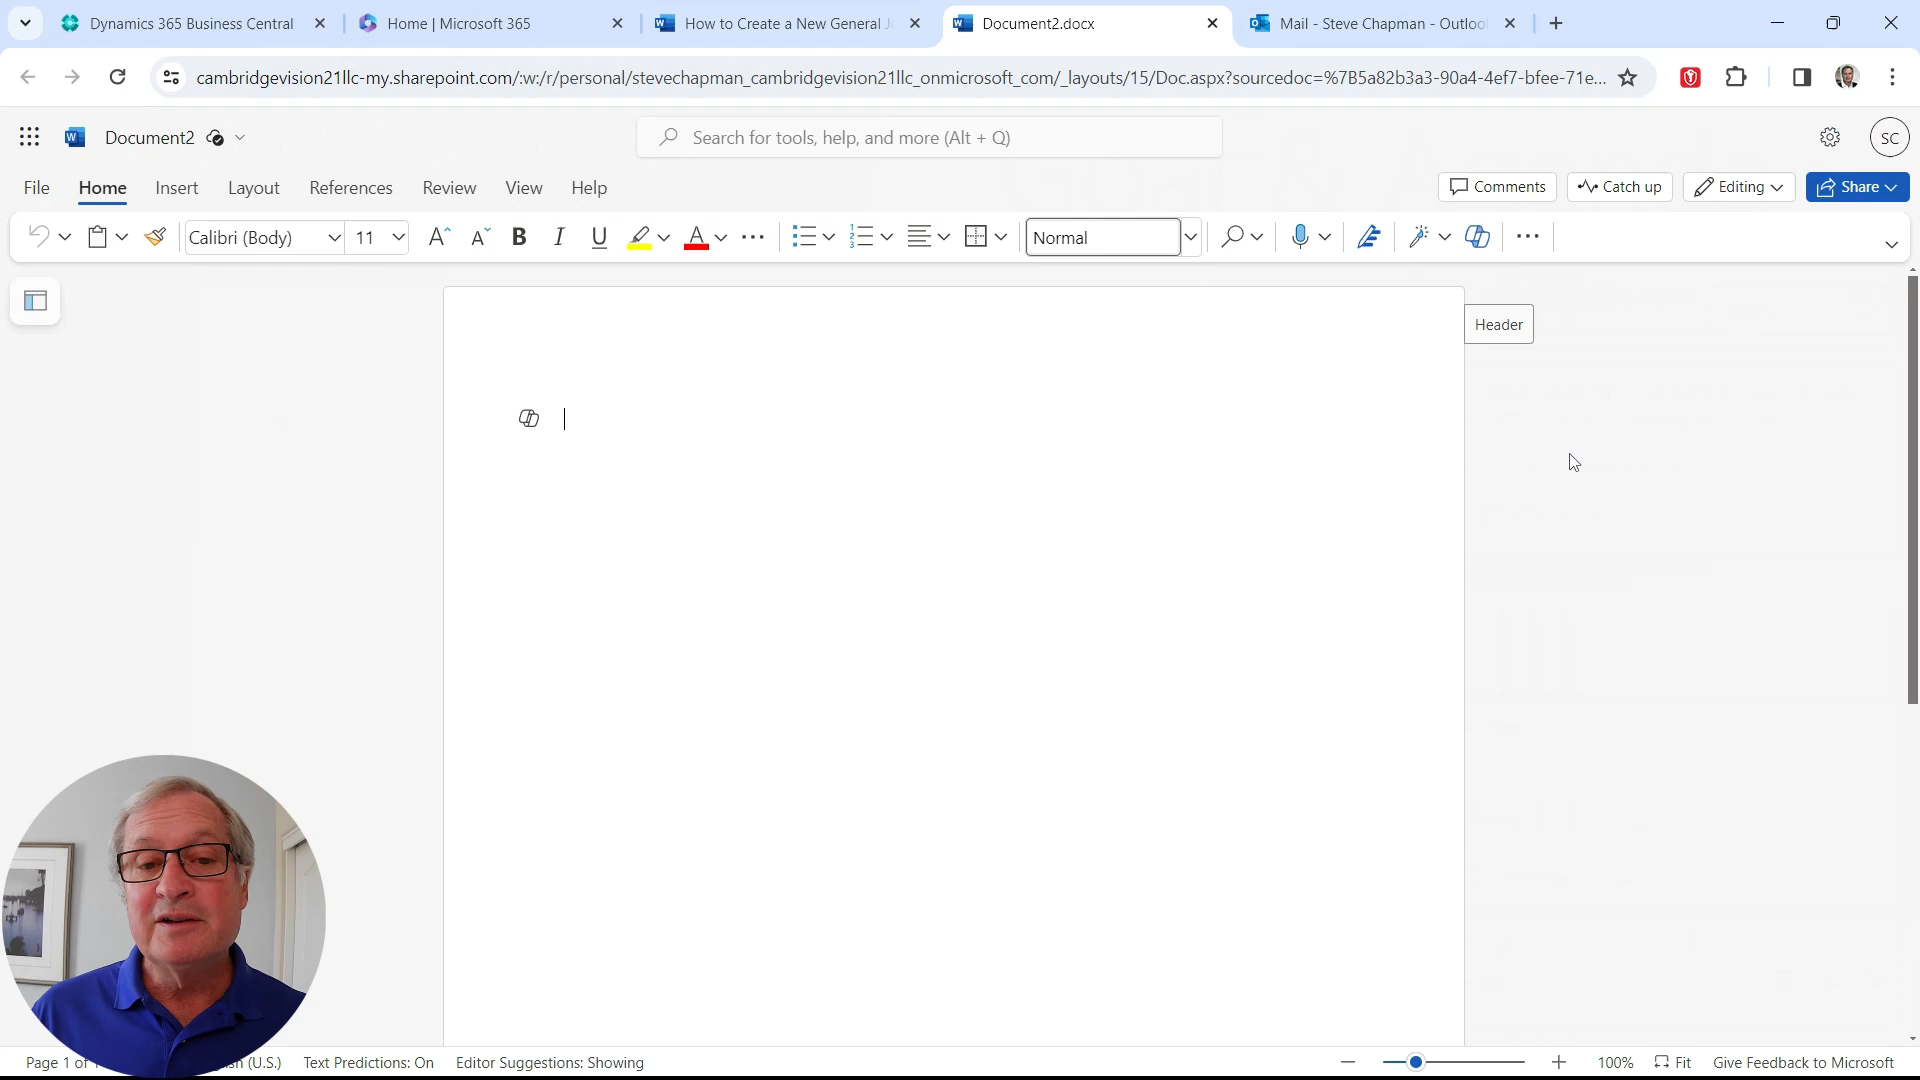 Dynamics 365 Business Central
Home | Microsoft 365
How to Create a New General J
Document2.docx
Mail - Steve Chapman - Outloo
cambridgevision21llc-my.sharepoint.com/:w:/r/personal/stevechapman_cambridgevision21llc_onmicrosoft_com/_layouts/15/Doc.aspx?sourcedoc=%7B5a82b3a3-90a4-4ef7-bfee-71e...
Document2
Search for tools, help, and more (Alt + Q)
SC
File Home Insert Layout References Review View Help
Comments Catch up Editing Share
Calibri (Body) 11 Normal
Header
Page 1 of (U.S.) Text Predictions: On Editor Suggestions: Showing
100% Fit Give Feedback to Microsoft